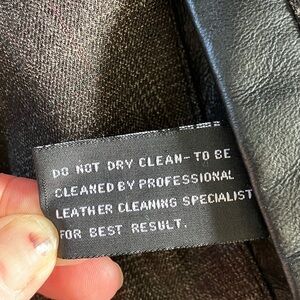 DO NOT DRY CLEAN-TO BE
CLEANED BY PROFESSIONAL
LEATHER CLEANING SPECIALIST
FOR BEST RESULT.